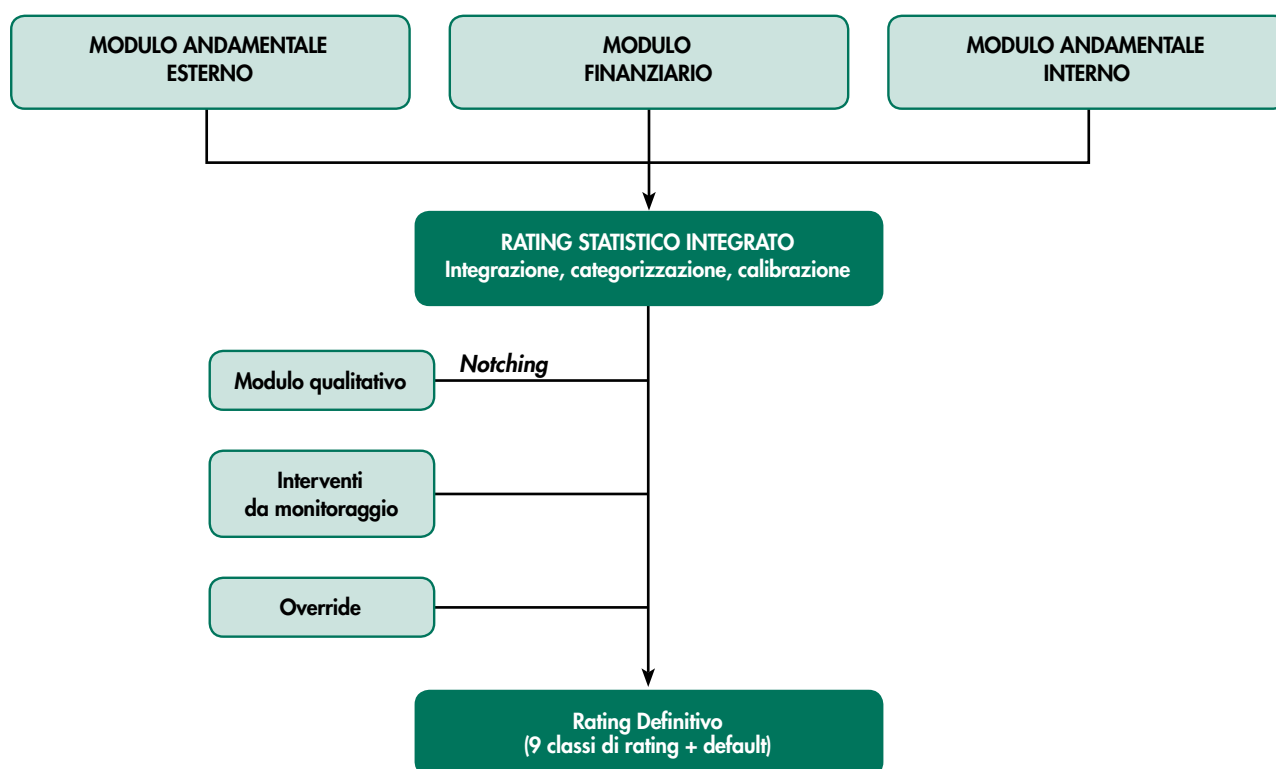 MODULO ANDAMENTALE
ESTERNO
MODULO
FINANZIARIO
MODULO ANDAMENTALE
INTERNO
RATING STATISTICO INTEGRATO
Integrazione, categorizzazione, calibrazione
Modulo qualitativo
Notching
Interventi
da monitoraggio
Override
Rating Definitivo
(9 classi di rating + default)